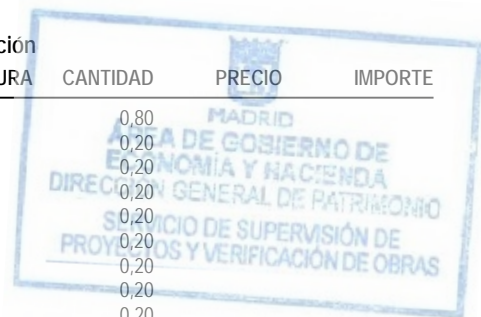 ción
URA CANTIDAD PRECIO IMPORTE
0,80
0,20
0,20
0,20
0,20
0,20
0,20
0,20
0,20
MADRID
ÁREA DE GOBIERNO DE
ECONOMÍA Y HACIENDA
DIRECCIÓN GENERAL DE PATRIMONIO
SERVICIO DE SUPERVISIÓN DE
PROYECTOS Y VERIFICACIÓN DE OBRAS